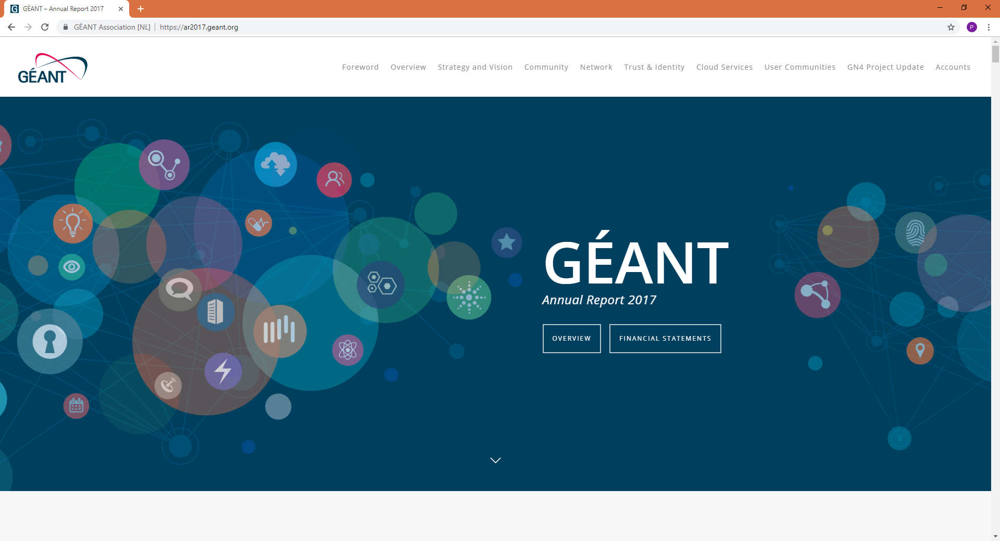 GÉANT – Annual Report 2017
GÉANT Association [NL] | https://ar2017.geant.org
P
GÉANT
Foreword Overview Strategy and Vision Community Network Trust & Identity Cloud Services User Communities GN4 Project Update Accounts
GÉANT
Annual Report 2017
OVERVIEW FINANCIAL STATEMENTS